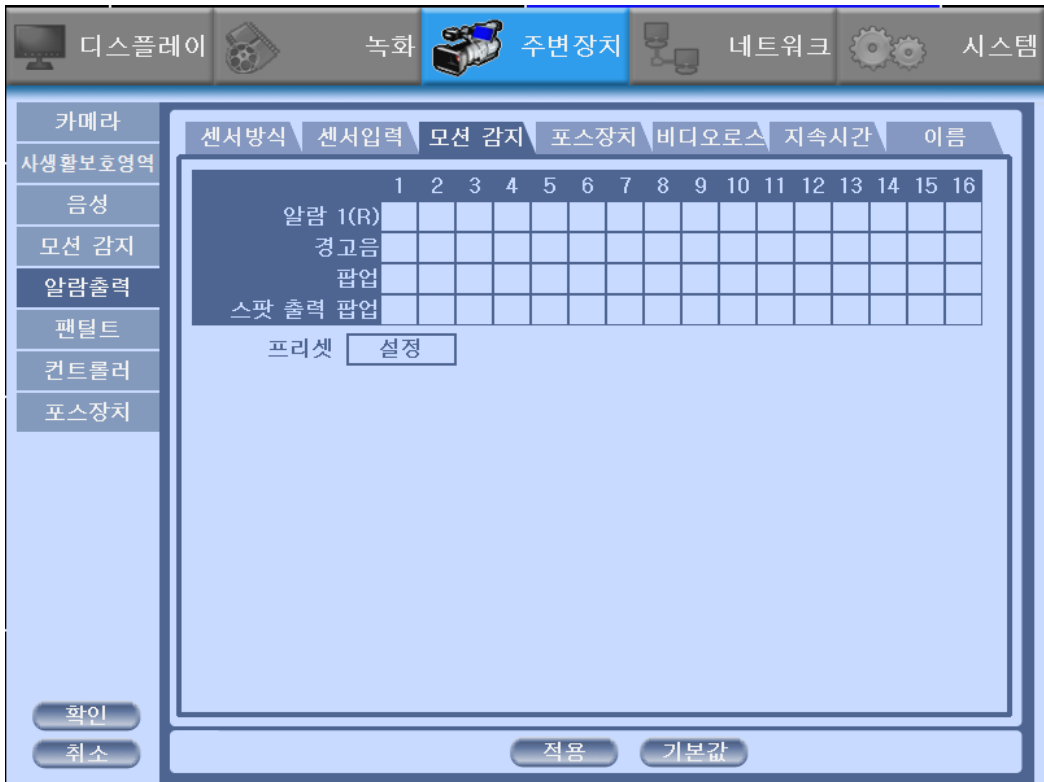 디스플레이 녹화 주변장치 네트워크 시스템
카메라
사생활보호영역
음성
모션 감지
알람출력
팬틸트
컨트롤러
포스장치
확인
취소
센서방식 센서입력 모션 감지 포스장치 비디오로스 지속시간 이름
1 2 3 4 5 6 7 8 9 10 11 12 13 14 15 16
알람 1(R)
경고음
팝업
스팟 출력 팝업
프리셋 설정
적용 기본값